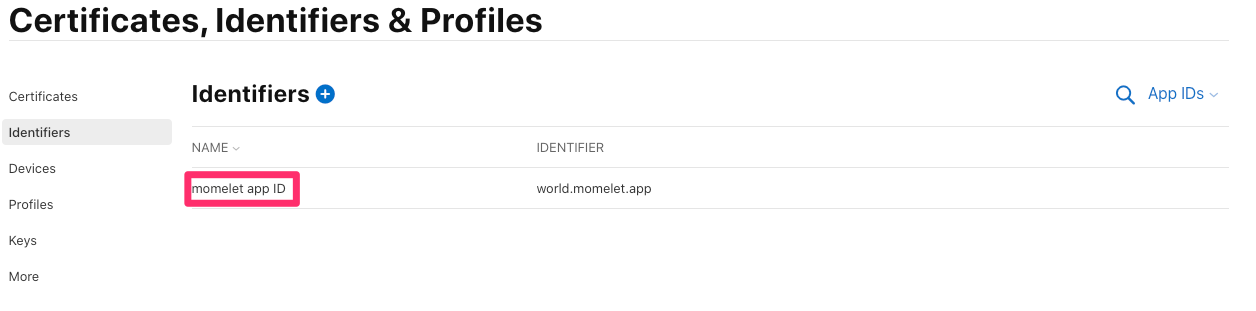 Certificates, Identifiers & Profiles
Certificates
Identifiers
Devices
Profiles
Keys
More
Identifiers
App IDs
NAME IDENTIFIER
momelet app ID world.momelet.app